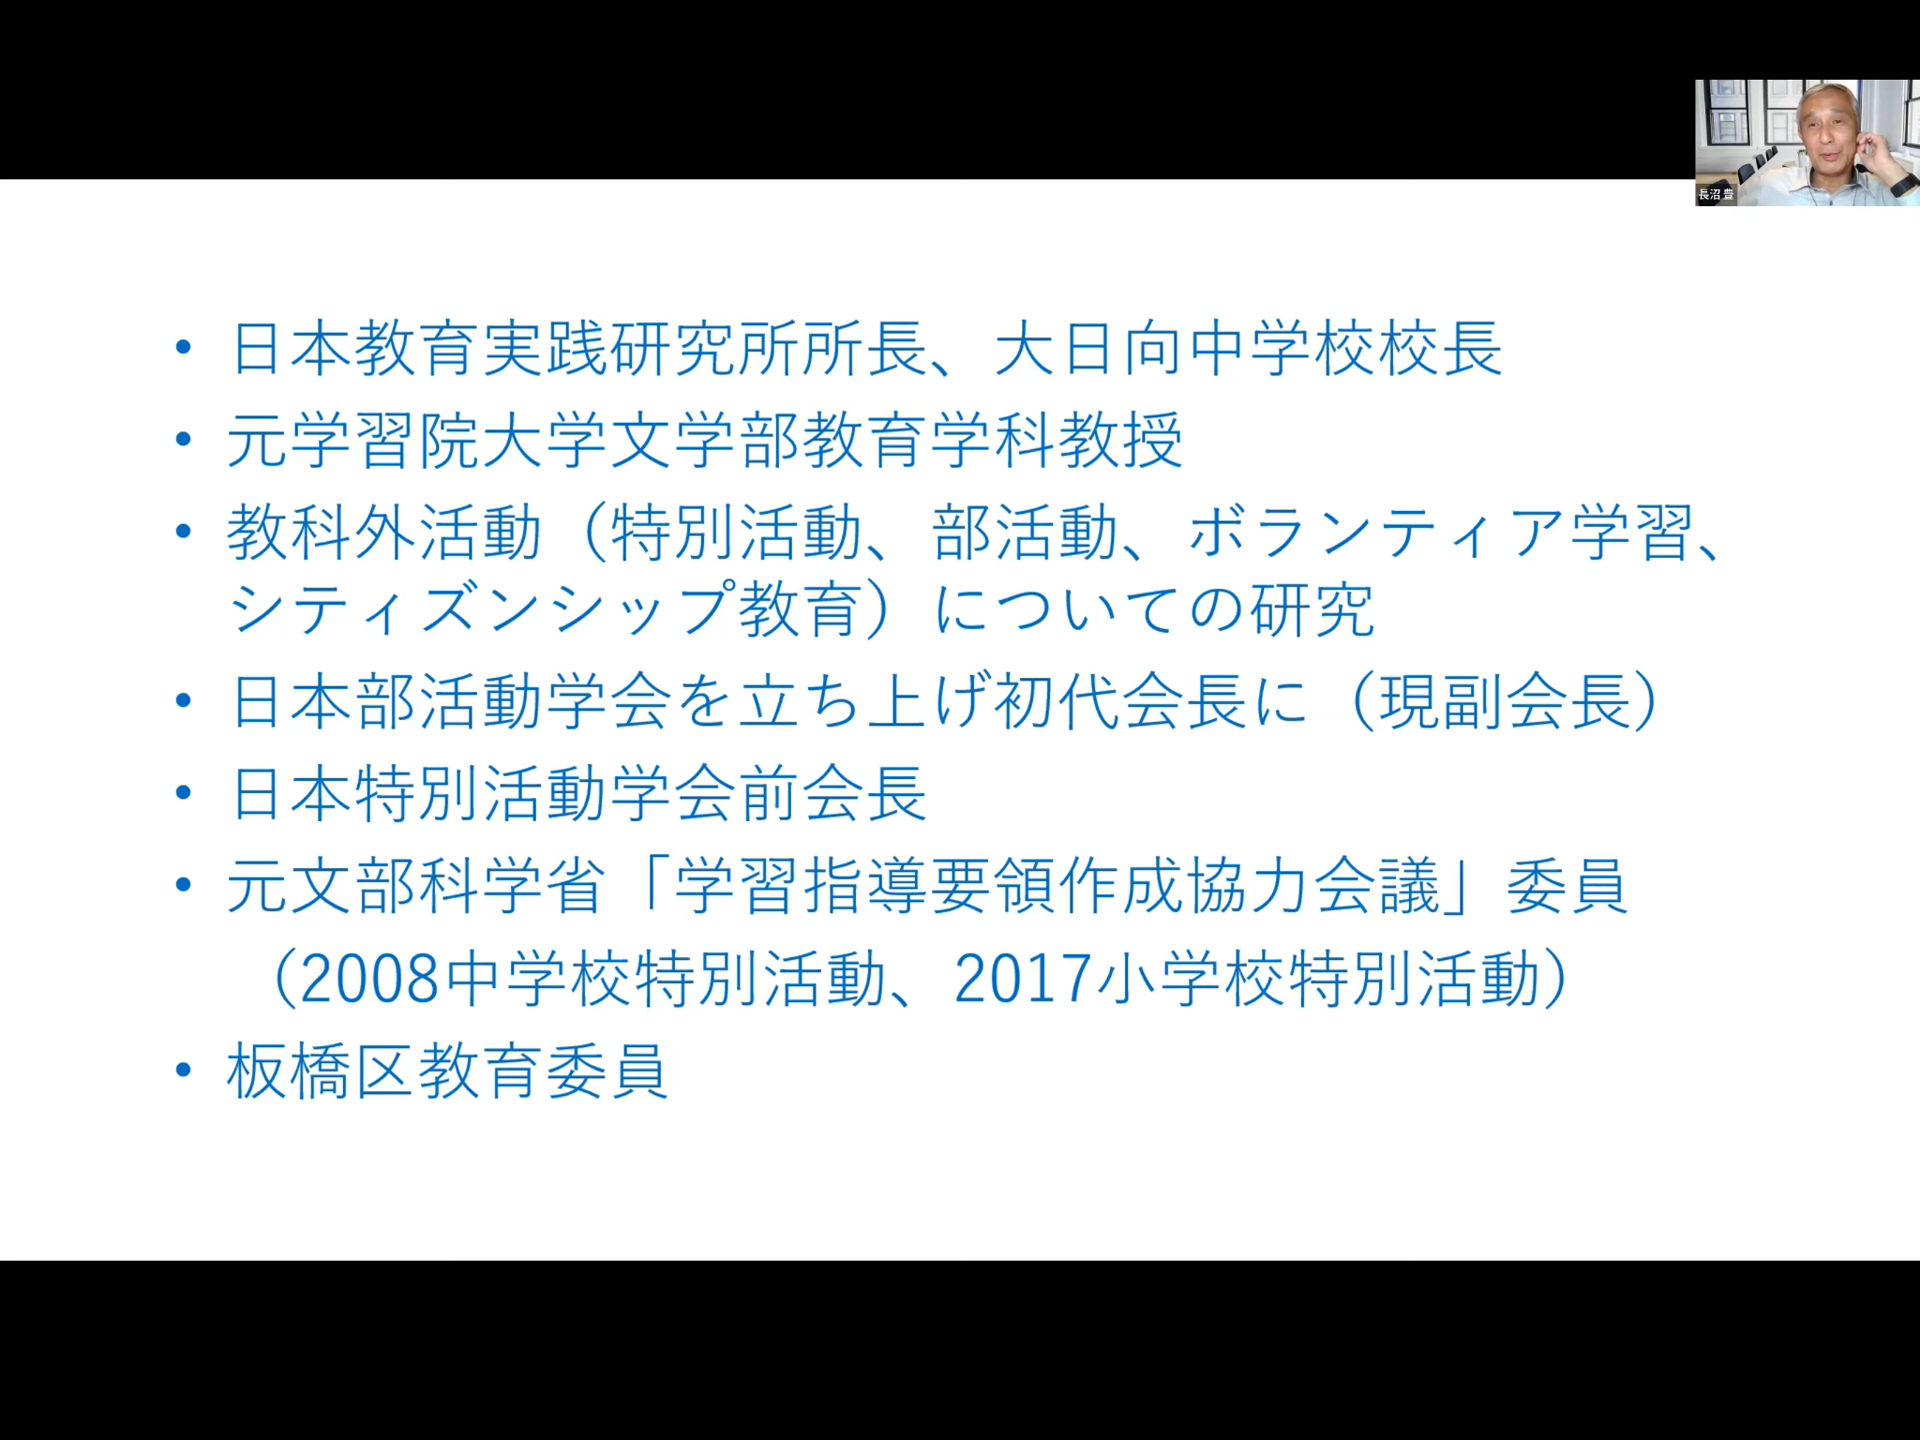 長沼 豊
• 日本教育実践研究所所長、大日向中学校校長
• 元学習院大学文学部教育学科教授
• 教科外活動（特別活動、部活動、ボランティア学習、
シティズンシップ教育）についての研究
• 日本部活動学会を立ち上げ初代会長に（現副会長）
• 日本特別活動学会前会長
• 元文部科学省「学習指導要領作成協力会議」委員
（2008中学校特別活動、2017小学校特別活動）
• 板橋区教育委員